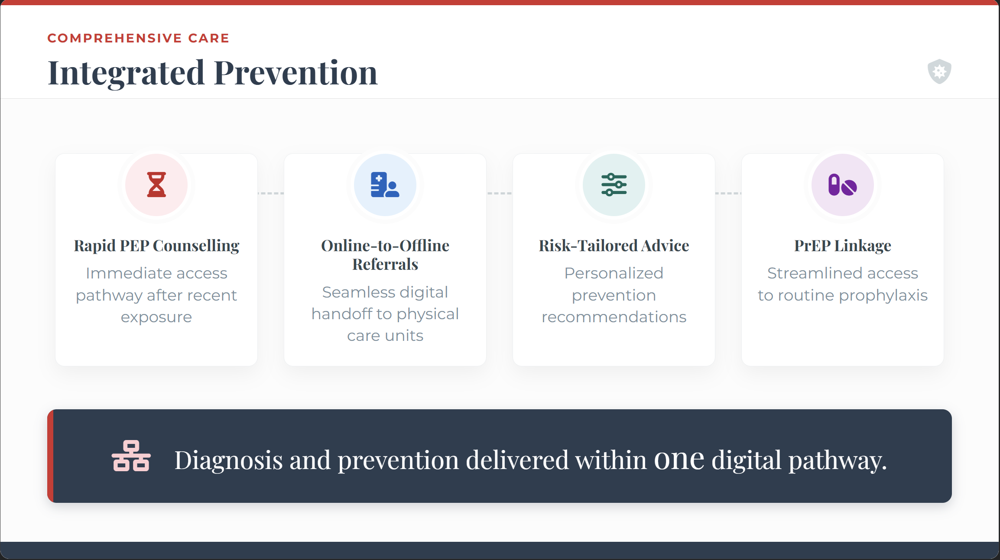 COMPREHENSIVE CARE
Integrated Prevention
Rapid PEP Counselling
Immediate access
pathway after recent
exposure
Online-to-Offline
Referrals
Seamless digital
handoff to physical
care units
Risk-Tailored Advice
Personalized
prevention
recommendations
PrEP Linkage
Streamlined access
to routine prophylaxis
Diagnosis and prevention delivered within one digital pathway.